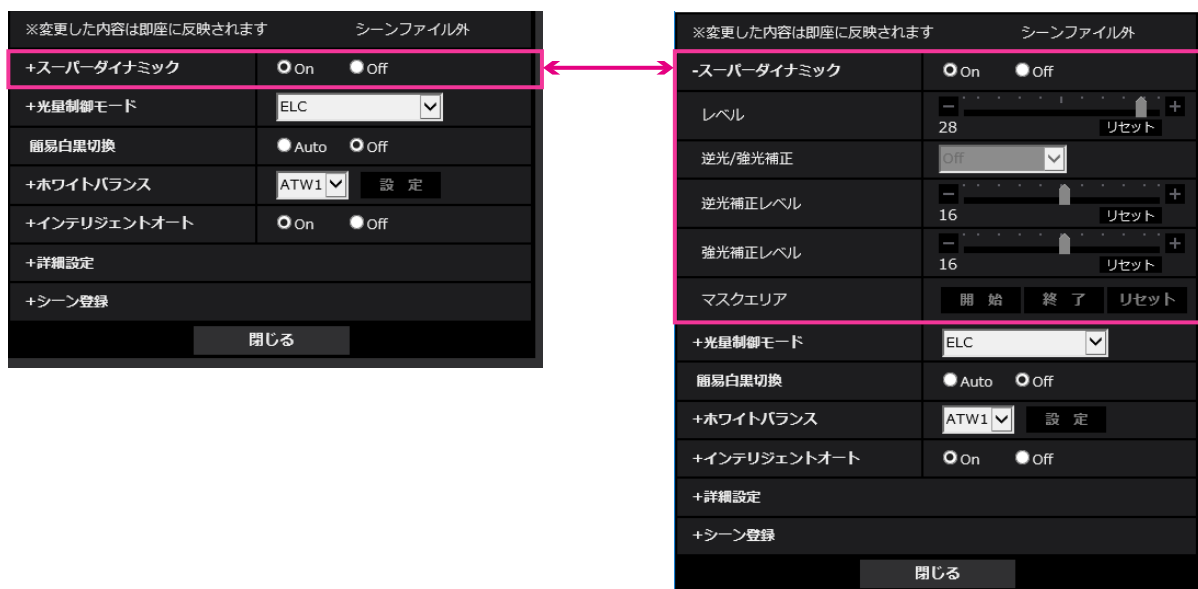 ※変更した内容は即座に反映されます シーンファイル外
+スーパーダイナミック On Off
+光量制御モード ELC
簡易白黒切換 Auto Off
+ホワイトバランス ATW1 設 定
+インテリジェントオート On Off
+詳細設定
+シーン登録
閉じる
※変更した内容は即座に反映されます シーンファイル外
-スーパーダイナミック On Off
レベル − +
28 リセット
逆光/強光補正 Off
逆光補正レベル − +
16 リセット
強光補正レベル − +
16 リセット
マスクエリア 開 始 終 了 リセット
+光量制御モード ELC
簡易白黒切換 Auto Off
+ホワイトバランス ATW1 設 定
+インテリジェントオート On Off
+詳細設定
+シーン登録
閉じる